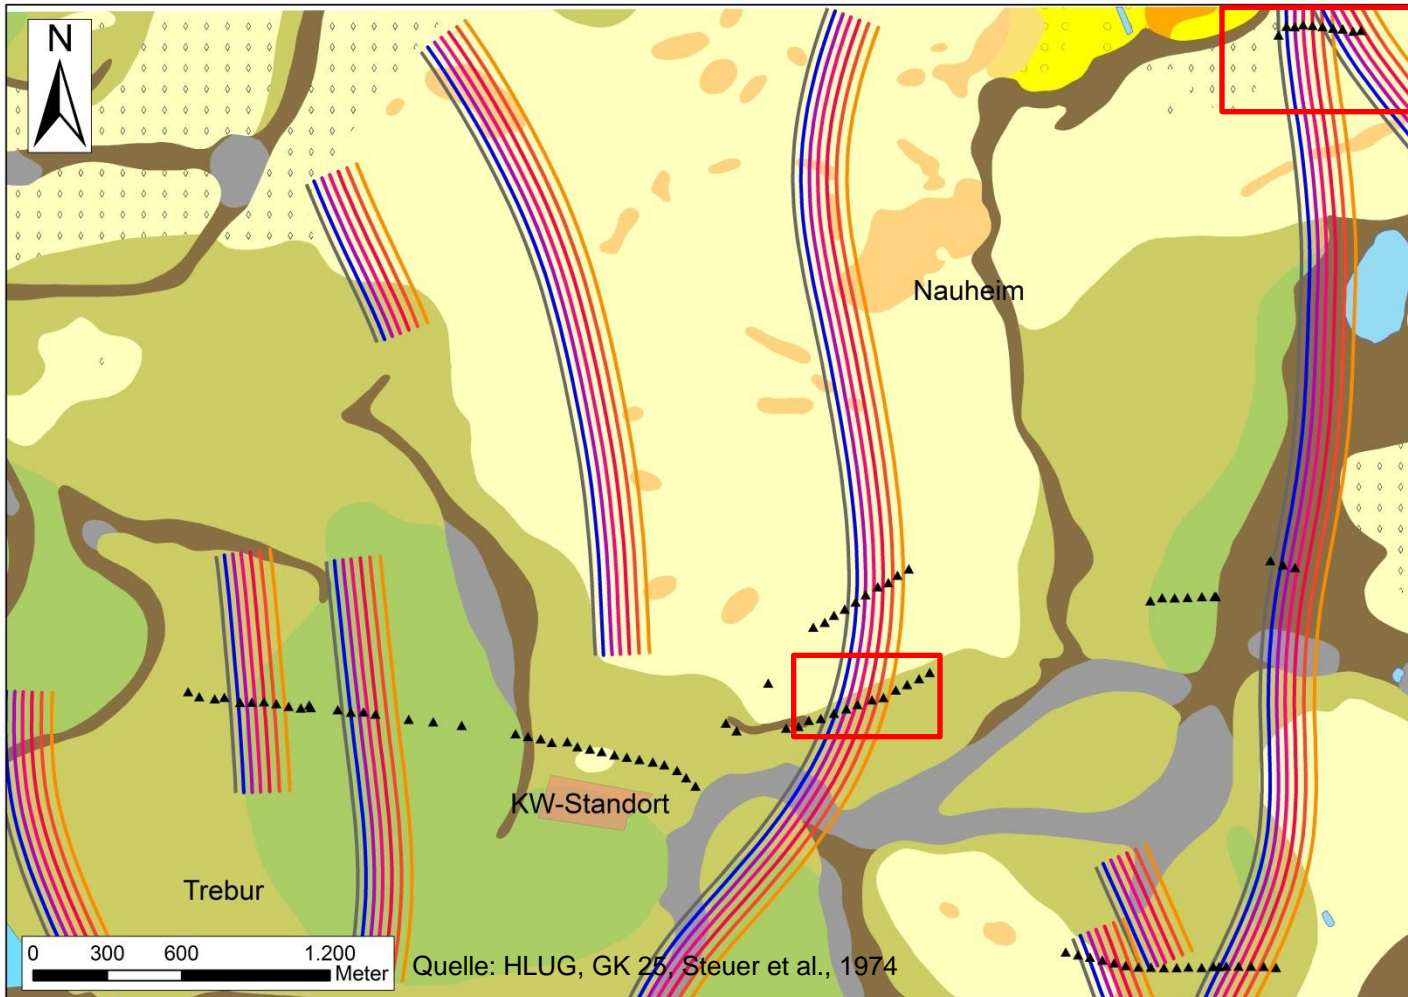 N
Nauheim
KW-Standort
Trebur
0 300 600 1.200
Meter
Quelle: HLUG, GK 25, Steuer et al., 1974